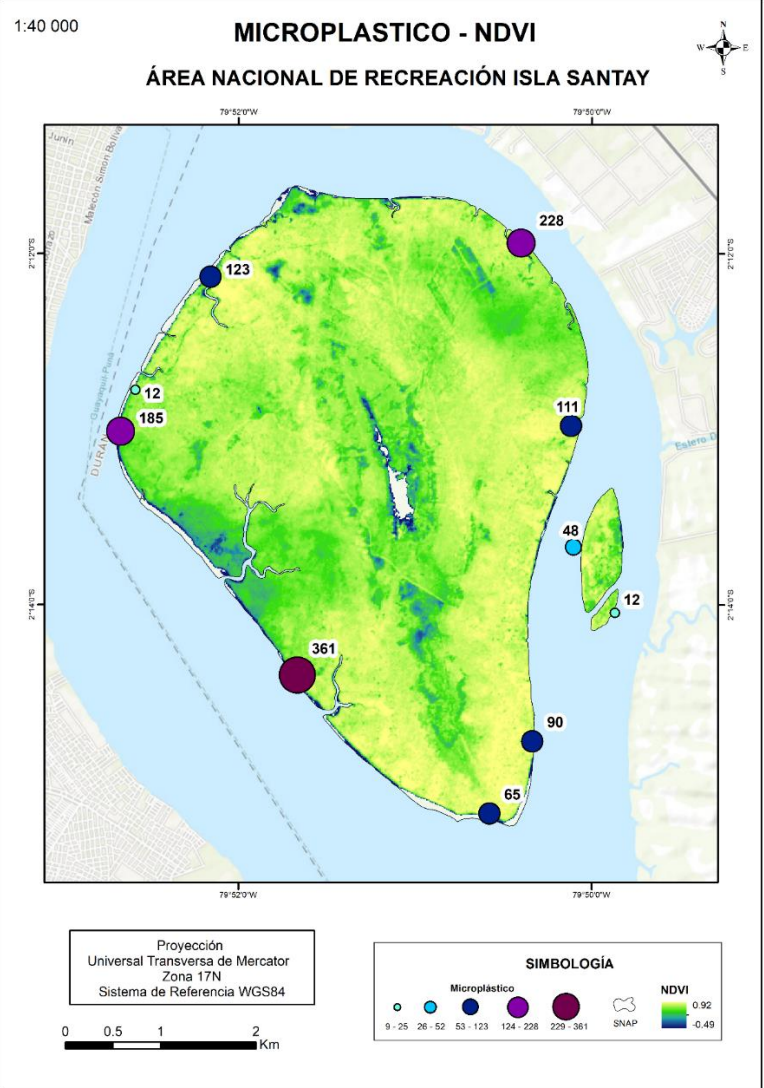 1:40 000
MICROPLASTICO - NDVI
ÁREA NACIONAL DE RECREACIÓN ISLA SANTAY
N
W E
S
79°52'0"W 79°50'0"W
Junin
Malecón Simón Bolívar
228
2°12'0"S 2°12'0"S
123
Guayaquil-Puná
12
185
111
DURÁN
Estero D
48
12
2°14'0"S 2°14'0"S
361
90
65
79°52'0"W 79°50'0"W
Proyección
Universal Transversa de Mercator
Zona 17N
Sistema de Referencia WGS84
0 0.5 1 2
Km
SIMBOLOGÍA
Microplástico
9 - 25 26 - 52 53 - 123 124 - 228 229 - 361
SNAP
NDVI
0.92
-0.49